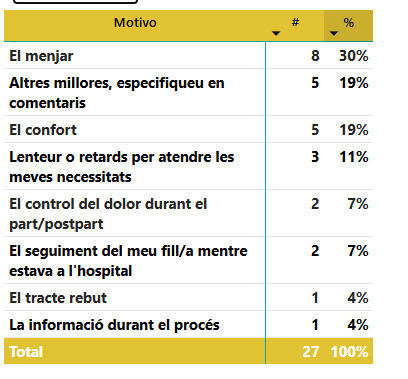 Motivo # %
El menjar 8 30%
Altres millores, especifiqueu en
comentaris 5 19%
El confort 5 19%
Lenteur o retards per atendre les
meves necessitats 3 11%
El control del dolor durant el
part/postpart 2 7%
El seguiment del meu fill/a mentre
estava a l'hospital 2 7%
El tracte rebut 1 4%
La informació durant el procés 1 4%
Total 27 100%